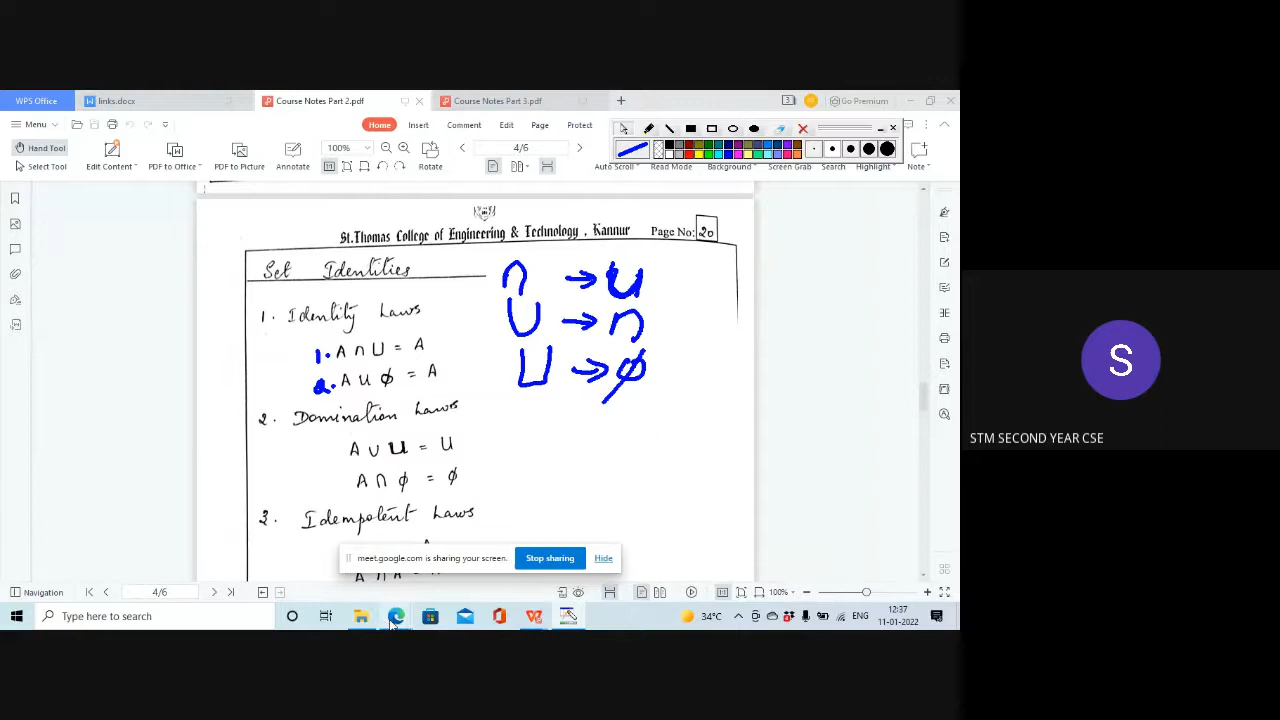 WPS Office links.docx Course Notes Part 2.pdf Course Notes Part 3.pdf + 3 Go Premium
Menu Home Insert Comment Edit Page Protect
Hand Tool 100% 4/6
Select Text Edit Content PDF to Office PDF to Picture Annotate Rotate Auto Scroll Read Mode Background Screen Grab Search Highlight Note
St.Thomas College of Engineering & Technology , Kannur Page No: 20
Set Identities
∩ → ∪
∪ → ∩
U → φ
1. Identity Laws
1. A ∩ U = A
2. A ∪ φ = A
2. Domination Laws
A ∪ U = U
A ∩ φ = φ
3. Idempotent Laws
meet.google.com is sharing your screen. Stop sharing Hide
Navigation 4/6 100%
Type here to search 34°C ENG 12:37
11-01-2022
S
STM SECOND YEAR CSE